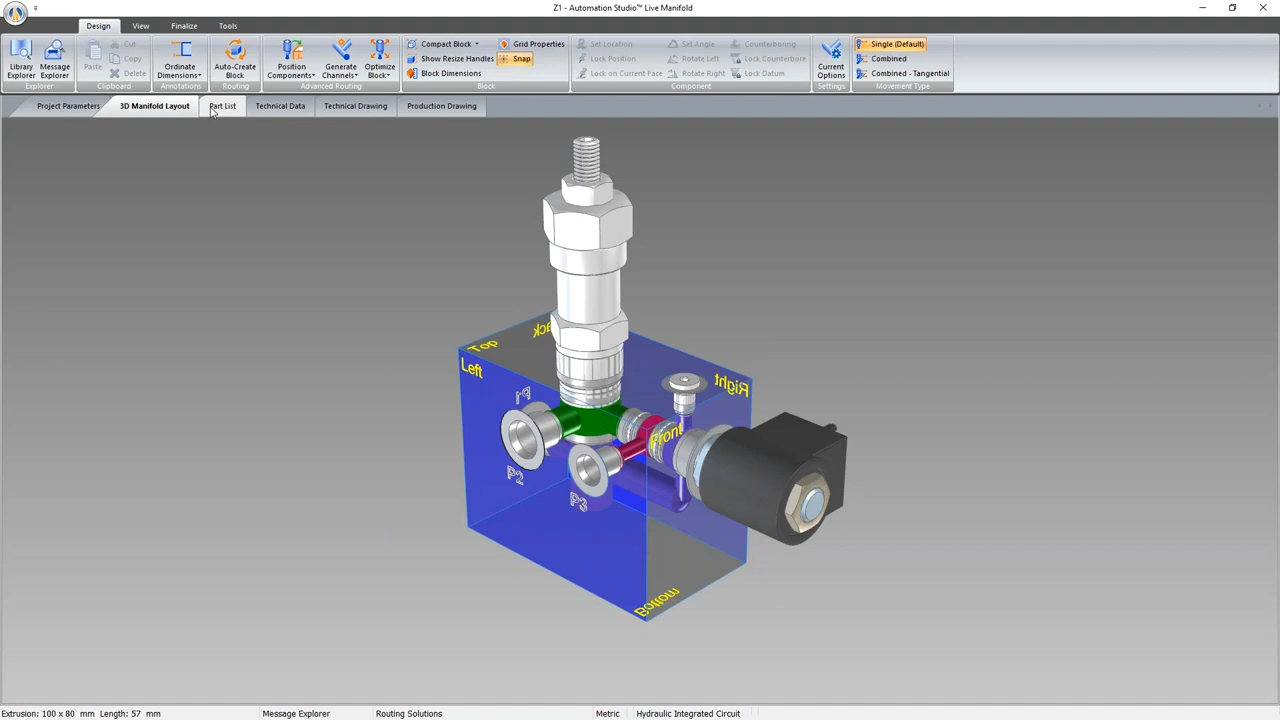 Z1 - Automation Studio™ Live Manifold
Design View Finalize Tools
Library Explorer
Message Explorer
Explorer
Paste
Cut
Copy
Delete
Clipboard
Ordinate Dimensions
Annotations
Auto-Create Block
Routing
Position Components
Generate Channels
Optimize Block
Advanced Routing
Compact Block
Show Resize Handles
Block Dimensions
Grid Properties
Snap
Block
Set Location
Lock Position
Lock on Current Face
Set Angle
Rotate Left
Rotate Right
Counterboring
Lock Counterbore
Lock Datum
Component
Current Options
Settings
Single (Default)
Combined
Combined - Tangential
Movement Type
Project Parameters 3D Manifold Layout Part List Technical Data Technical Drawing Production Drawing
Top
Left
Right
Front
P2
P3
Bottom
Extrusion: 100 x 80 mm Length: 57 mm Message Explorer Routing Solutions Metric Hydraulic Integrated Circuit